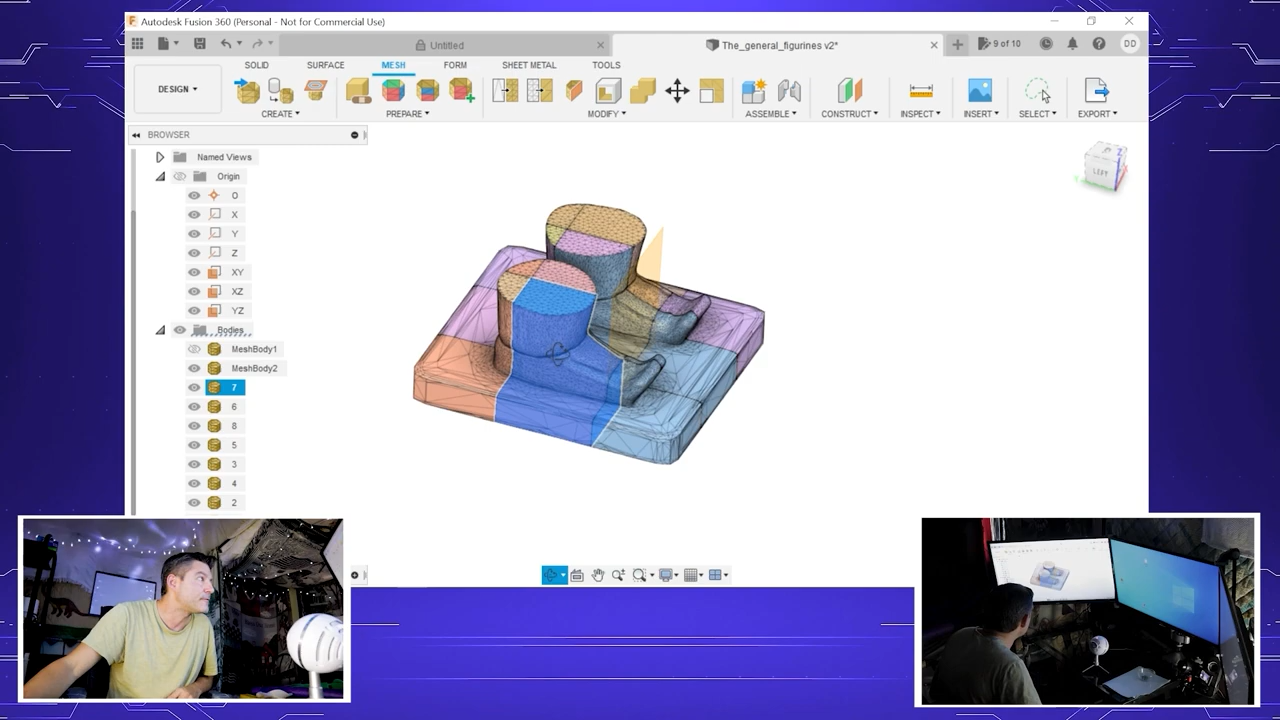 Autodesk Fusion 360 (Personal - Not for Commercial Use)
Untitled
The_general_figurines v2*
9 of 10
DD
SOLID SURFACE MESH FORM SHEET METAL TOOLS
DESIGN
CREATE PREPARE MODIFY ASSEMBLE CONSTRUCT INSPECT INSERT SELECT EXPORT
BROWSER
Named Views
Origin
O
X
Y
Z
XY
XZ
YZ
Bodies
MeshBody1
MeshBody2
7
6
8
5
3
4
2
Z
LEFT